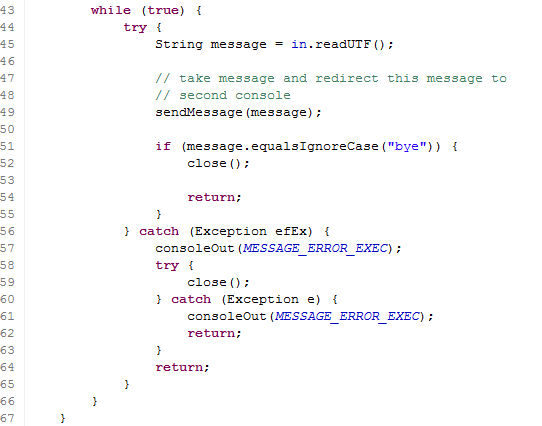 43 while (true) {
44 try {
45 String message = in.readUTF();
46
47 // take message and redirect this message to
48 // second console
49 sendMessage(message);
50
51 if (message.equalsIgnoreCase("bye")) {
52 close();
53
54 return;
55 }
56 } catch (Exception efEx) {
57 consoleOut(MESSAGE_ERROR_EXEC);
58 try {
59 close();
60 } catch (Exception e) {
61 consoleOut(MESSAGE_ERROR_EXEC);
62 return;
63 }
64 return;
65 }
66 }
67 }